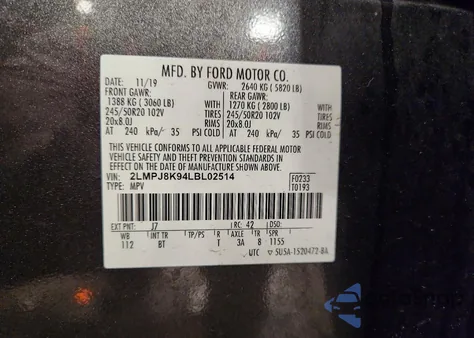 MFD. BY FORD MOTOR CO.
DATE: 11/19 GVWR: 2640 KG ( 5820 LB)
FRONT GAWR: REAR GAWR:
1388 KG ( 3060 LB) 1270 KG ( 2800 LB)
245/50R20 102V TIRES 245/50R20 102V TIRES
20x8.0J RIMS 20x8.0J RIMS
AT 240 kPa/ 35 PSI COLD AT 240 kPa/ 35 PSI COLD
THIS VEHICLE CONFORMS TO ALL APPLICABLE FEDERAL MOTOR
VEHICLE SAFETY AND THEFT PREVENTION STANDARDS IN
EFFECT ON THE DATE OF MANUFACTURE SHOWN ABOVE.
VIN: 2LMPJ8K94LBL02514 F0233
TYPE: MPV T0193
EXT PNT: J7 RC: 42 DSO:
WB INT TR TP/PS R AXLE TR SPR
112 BT T 3A 8 1155
UTC 5U5A-1520472-BA